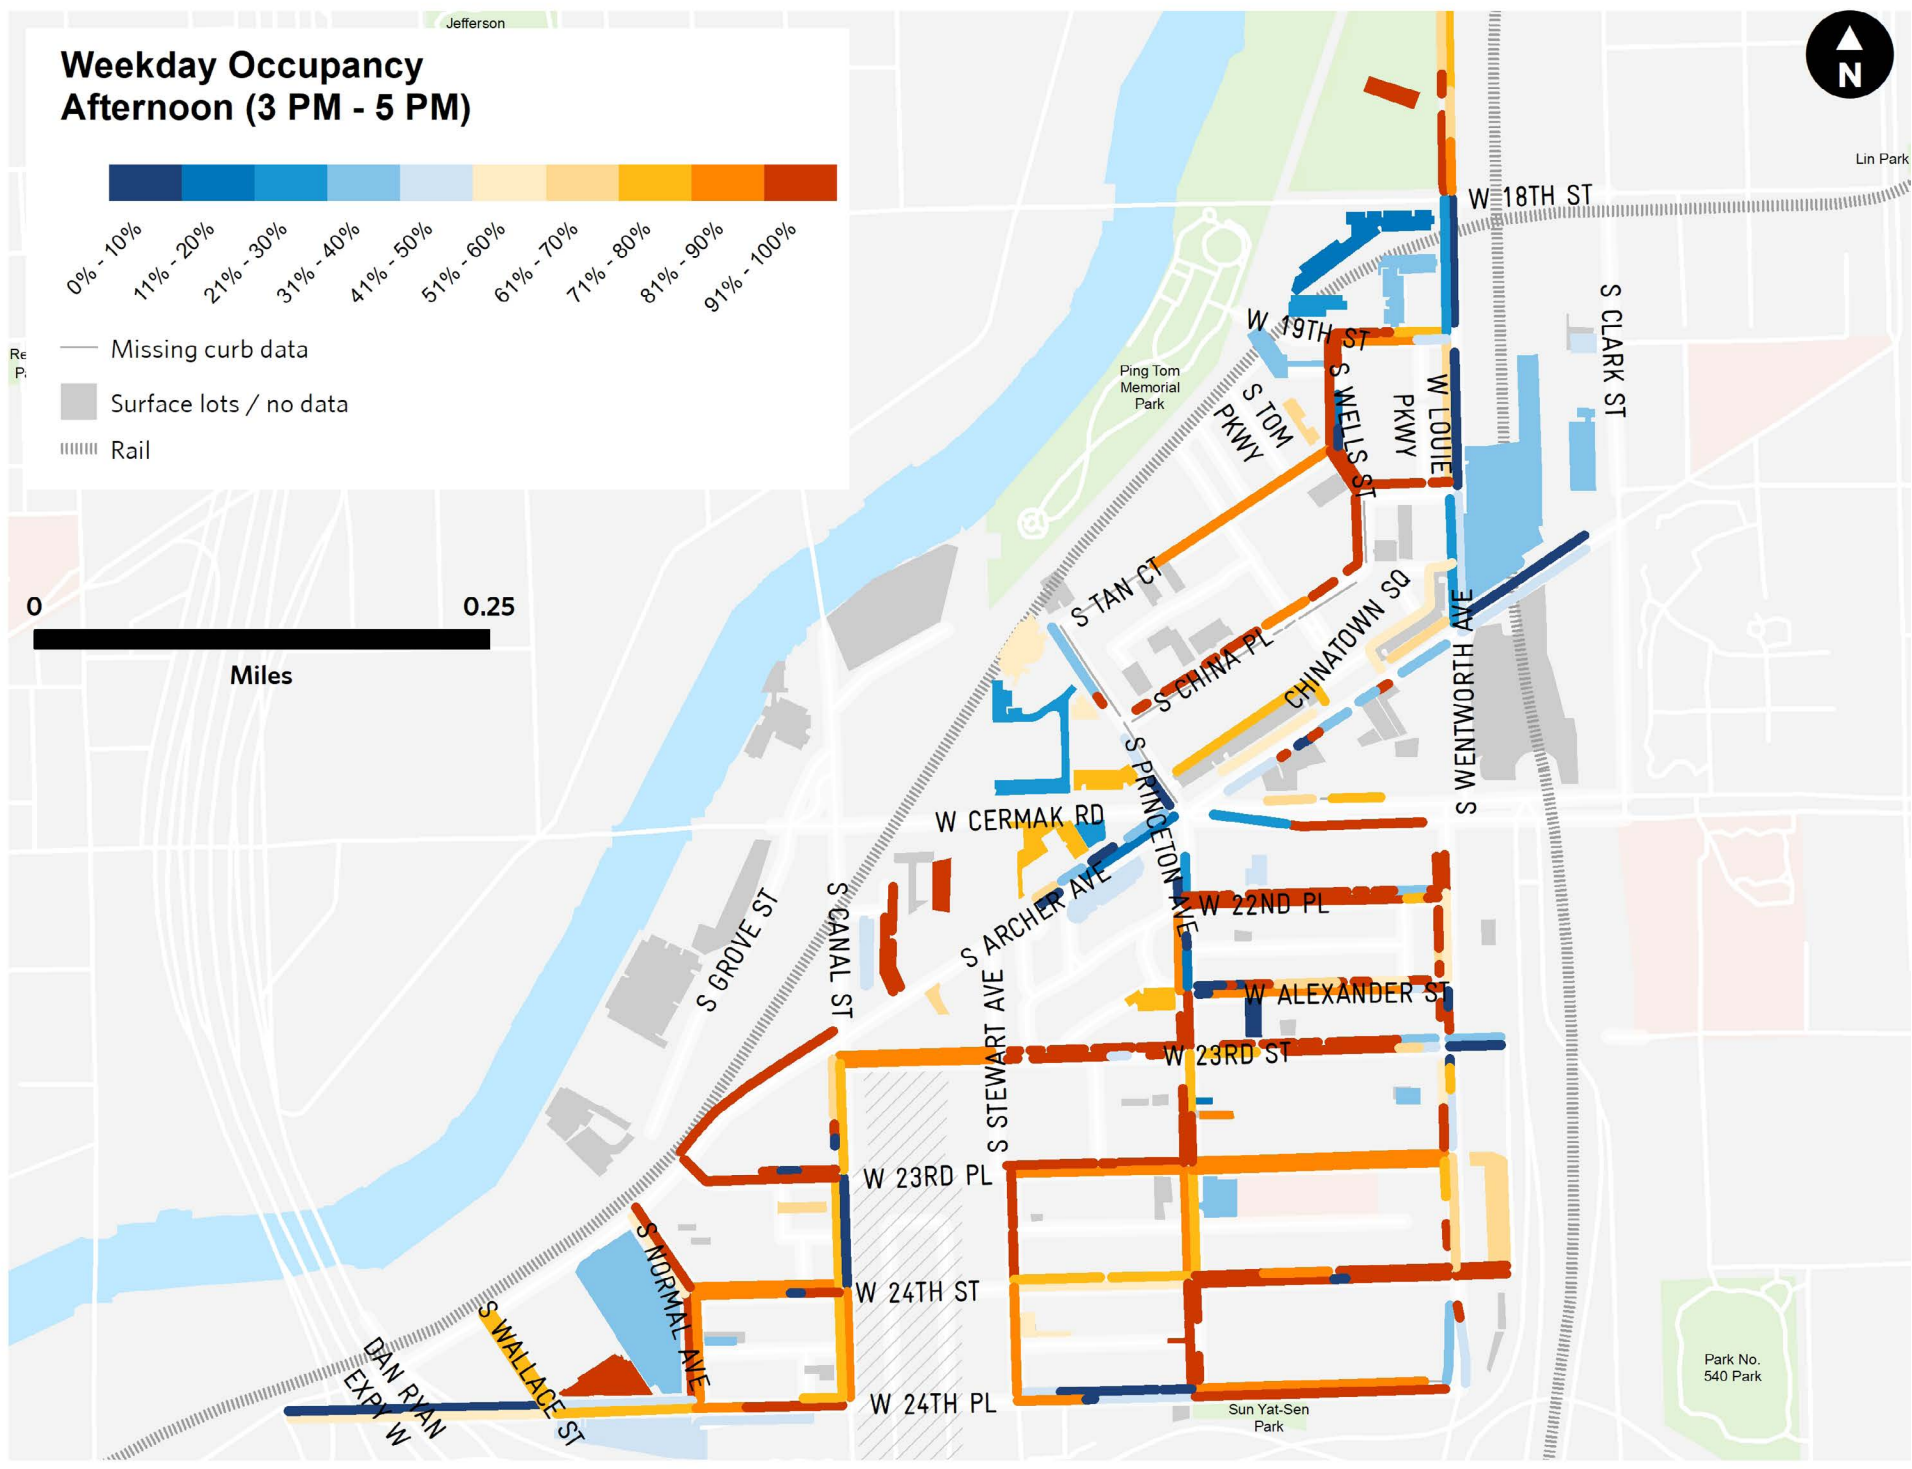 Jefferson
Weekday Occupancy
Afternoon (3 PM - 5 PM)
0% - 10%
11% - 20%
21% - 30%
31% - 40%
41% - 50%
51% - 60%
61% - 70%
71% - 80%
81% - 90%
91% - 100%
Missing curb data
Surface lots / no data
Rail
N
Lin Park
W 18TH ST
S CLARK ST
W 19TH ST
Re
P
Ping Tom
Memorial
Park
S TOM
PKWY
S WELLS ST
W LOUIE
PKWY
0
0.25
Miles
S TAN CT
S CHINA PL
CHINATOWN SQ
S WENTWORTH AVE
S PRINCETON AVE
W CERMAK RD
S ARCHER AVE
W 22ND PL
S GROVE ST
S CANAL ST
S STEWART AVE
W ALEXANDER ST
W 23RD ST
W 23RD PL
S NORMAL AVE
W 24TH ST
S WALLACE ST
DAN RYAN
EXPY W
W 24TH PL
Sun Yat-Sen
Park
Park No.
540 Park